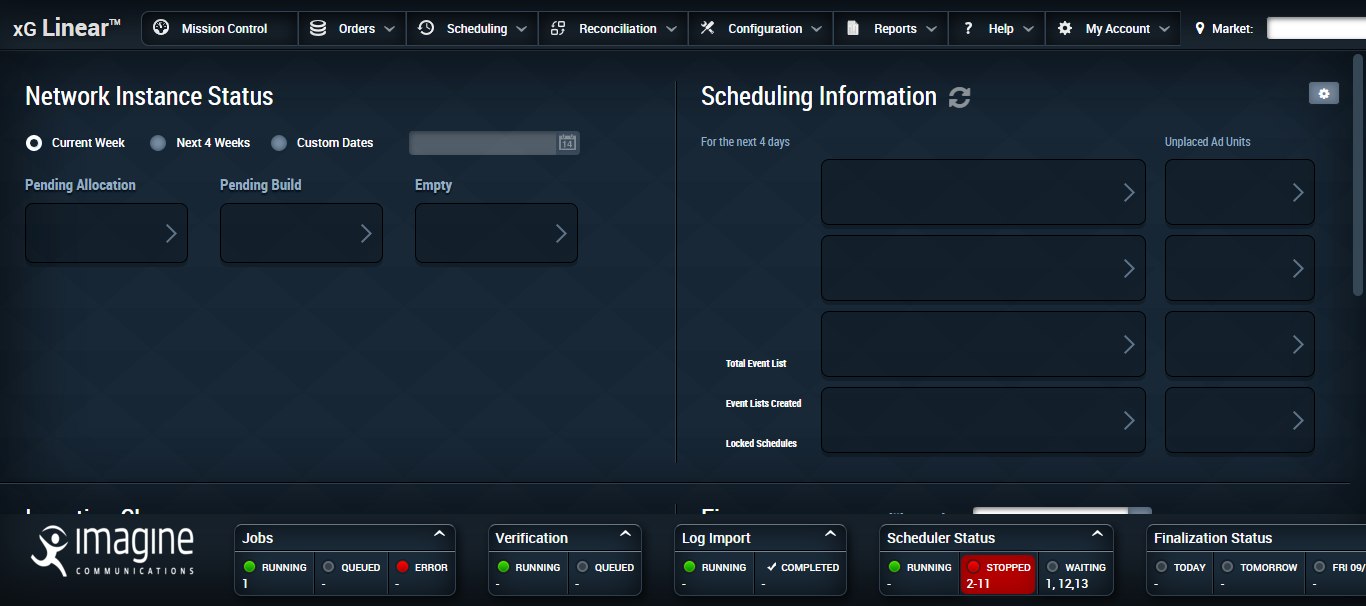 xG Linear™ Mission Control Orders Scheduling Reconciliation Configuration Reports ? Help My Account Market:
Network Instance Status
Current Week Next 4 Weeks Custom Dates 14
Pending Allocation Pending Build Empty
Scheduling Information
For the next 4 days Unplaced Ad Units
Total Event List
Event Lists Created
Locked Schedules
imagine
COMMUNICATIONS
Jobs
RUNNING QUEUED ERROR
1 - -
Verification
RUNNING QUEUED
- -
Log Import
RUNNING COMPLETED
- -
Scheduler Status
RUNNING STOPPED WAITING
- 2-11 1, 12,13
Finalization Status
TODAY TOMORROW FRI 09/
- - -